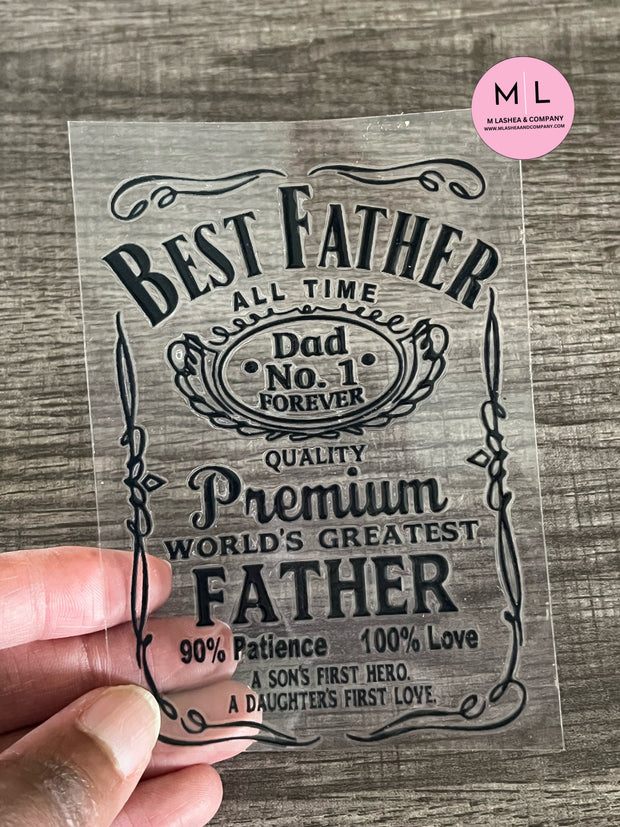 M L
M LASHEA & COMPANY
WWW.MLASHEAANDCOMPANY.COM
BEST FATHER
ALL TIME
Dad
• No. 1 •
FOREVER
QUALITY
Premium
WORLD'S GREATEST
FATHER
90% Patience 100% Love
A SON'S FIRST HERO.
A DAUGHTER'S FIRST LOVE.